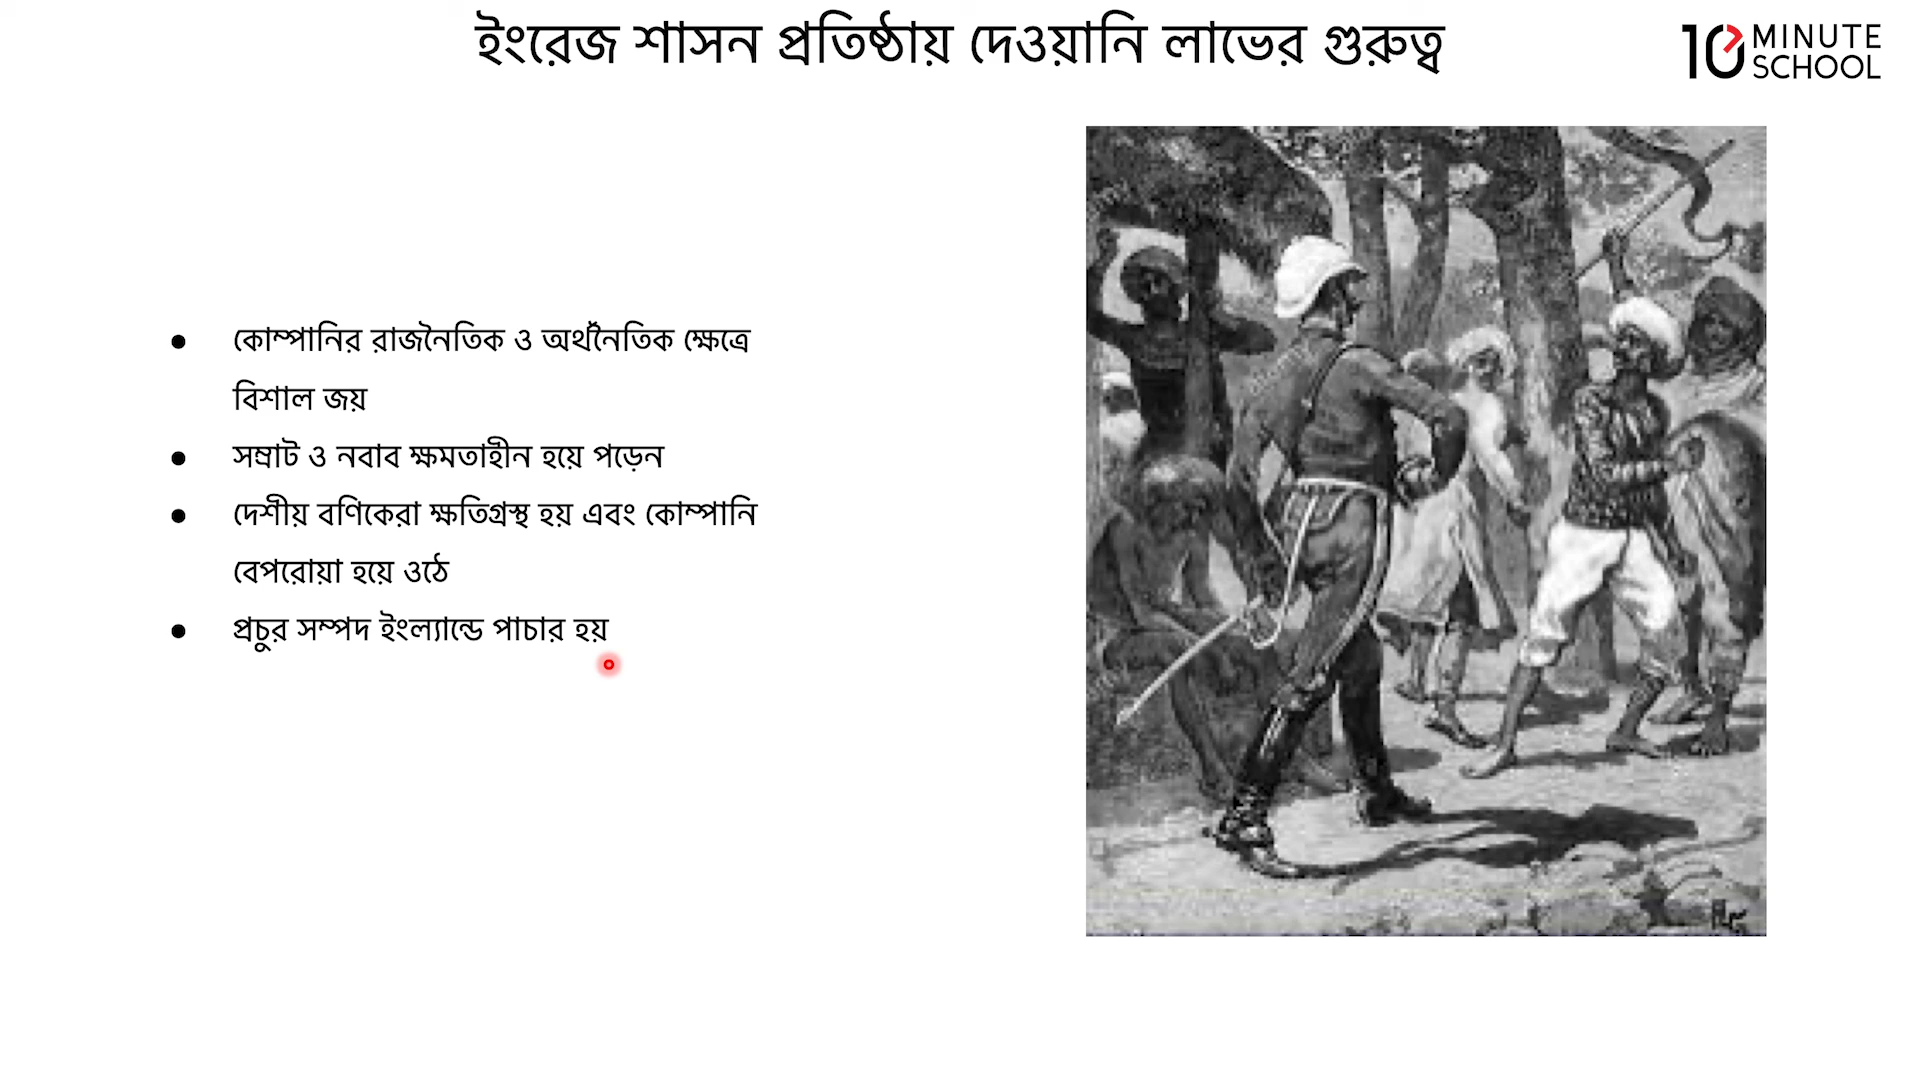 ইংরেজ শাসন প্রতিষ্ঠায় দেওয়ানি লাভের গুরুত্ব
10 MINUTE
SCHOOL
● কোম্পানির রাজনৈতিক ও অর্থনৈতিক ক্ষেত্রে
বিশাল জয়
● সম্রাট ও নবাব ক্ষমতাহীন হয়ে পড়েন
● দেশীয় বণিকেরা ক্ষতিগ্রস্থ হয় এবং কোম্পানি
বেপরোয়া হয়ে ওঠে
● প্রচুর সম্পদ ইংল্যান্ডে পাচার হয়